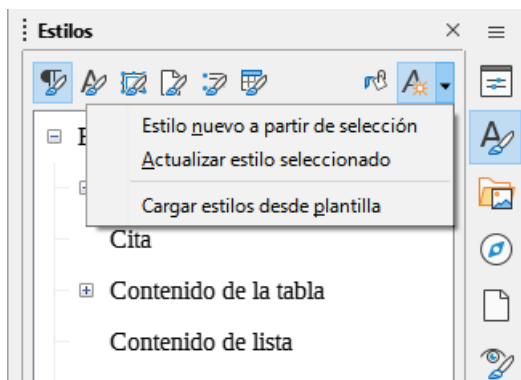 Estilos
Estilo nuevo a partir de selección
Actualizar estilo seleccionado
Cargar estilos desde plantilla
Cita
Contenido de la tabla
Contenido de lista